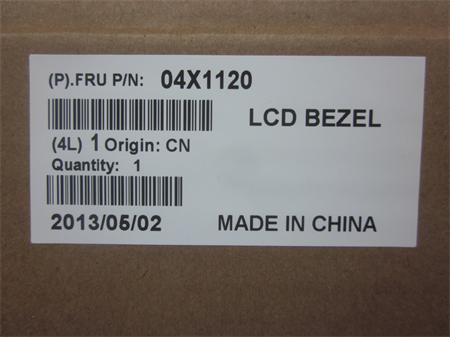 (P).FRU P/N: 04X1120
LCD BEZEL
(4L) 1 Origin: CN
Quantity: 1
2013/05/02 MADE IN CHINA